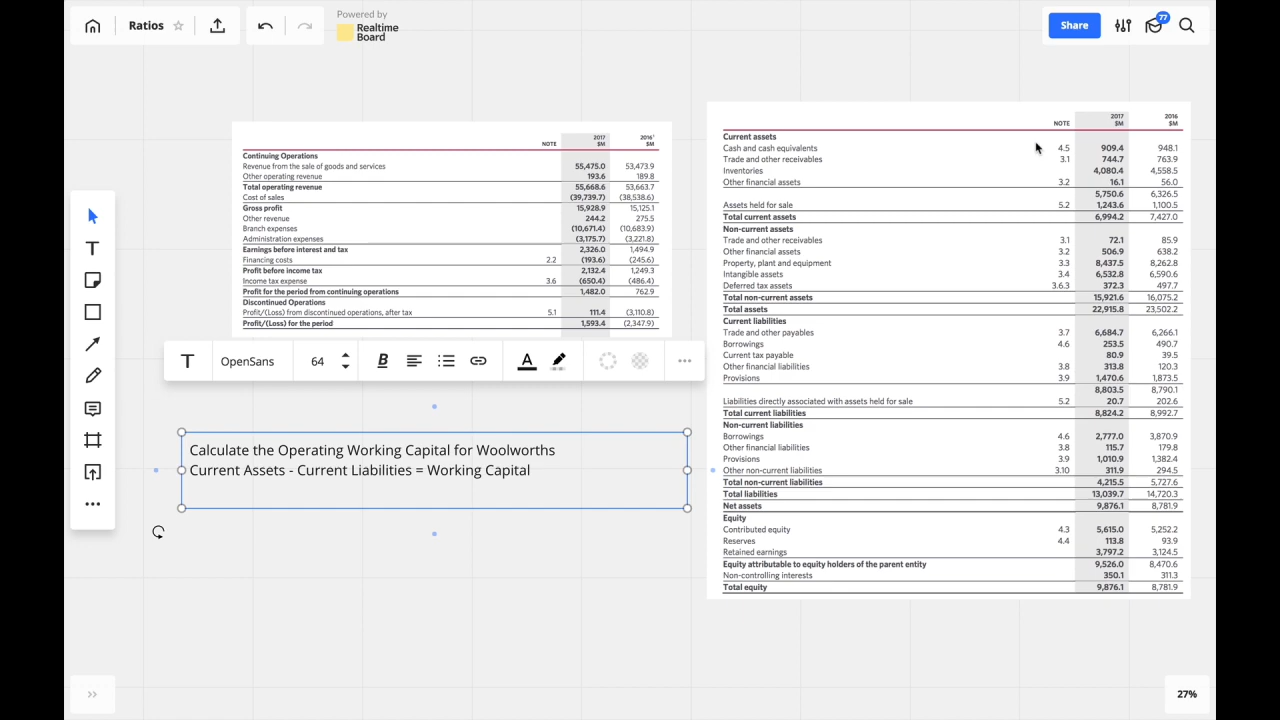 Ratios
Powered by
Realtime
Board
Share
77
2017 2016¹
NOTE $M $M
Continuing Operations
Revenue from the sale of goods and services 55,475.0 53,473.9
Other operating revenue 193.6 189.8
Total operating revenue 55,668.6 53,663.7
Cost of sales (39,739.7) (38,538.6)
Gross profit 15,928.9 15,125.1
Other revenue 244.2 275.5
Branch expenses (10,671.4) (10,683.9)
Administration expenses (3,175.7) (3,221.8)
Earnings before interest and tax 2,326.0 1,494.9
Financing costs 2.2 (193.6) (245.6)
Profit before income tax 2,132.4 1,249.3
Income tax expense 3.6 (650.4) (486.4)
Profit for the period from continuing operations 1,482.0 762.9
Discontinued Operations
Profit/(Loss) from discontinued operations, after tax 5.1 111.4 (3,110.8)
Profit/(Loss) for the period 1,593.4 (2,347.9)
T OpenSans 64 B A
Calculate the Operating Working Capital for Woolworths
Current Assets - Current Liabilities = Working Capital
2017 2016
NOTE $M $M
Current assets
Cash and cash equivalents 4.5 909.4 948.1
Trade and other receivables 3.1 744.7 763.9
Inventories 4,080.4 4,558.5
Other financial assets 3.2 16.1 56.0
5,750.6 6,326.5
Assets held for sale 5.2 1,243.6 1,100.5
Total current assets 6,994.2 7,427.0
Non-current assets
Trade and other receivables 3.1 72.1 85.9
Other financial assets 3.2 506.9 638.2
Property, plant and equipment 3.3 8,437.5 8,262.8
Intangible assets 3.4 6,532.8 6,590.6
Deferred tax assets 3.6.3 372.3 497.7
Total non-current assets 15,921.6 16,075.2
Total assets 22,915.8 23,502.2
Current liabilities
Trade and other payables 3.7 6,684.7 6,266.1
Borrowings 4.6 253.5 490.7
Current tax payable 80.9 39.5
Other financial liabilities 3.8 313.8 120.3
Provisions 3.9 1,470.6 1,873.5
8,803.5 8,790.1
Liabilities directly associated with assets held for sale 5.2 20.7 202.6
Total current liabilities 8,824.2 8,992.7
Non-current liabilities
Borrowings 4.6 2,777.0 3,870.9
Other financial liabilities 3.8 115.7 179.8
Provisions 3.9 1,010.9 1,382.4
Other non-current liabilities 3.10 311.9 294.5
Total non-current liabilities 4,215.5 5,727.6
Total liabilities 13,039.7 14,720.3
Net assets 9,876.1 8,781.9
Equity
Contributed equity 4.3 5,615.0 5,252.2
Reserves 4.4 113.8 93.9
Retained earnings 3,797.2 3,124.5
Equity attributable to equity holders of the parent entity 9,526.0 8,470.6
Non-controlling interests 350.1 311.3
Total equity 9,876.1 8,781.9
27%